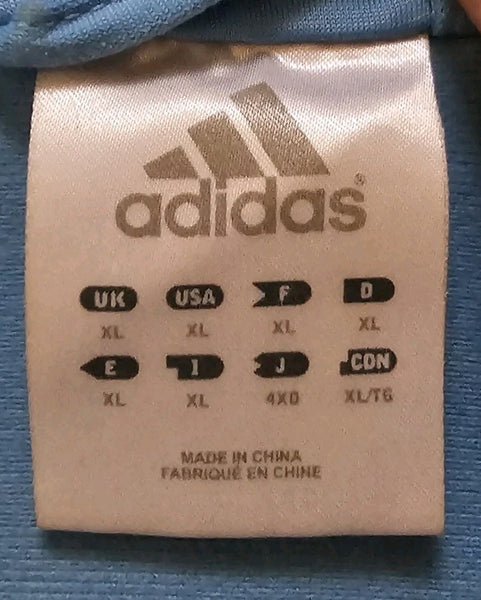 adidas®
UK USA F D
XL XL XL XL
E I J CDN
XL XL 4XO XL/TG
MADE IN CHINA
FABRIQUÉ EN CHINE